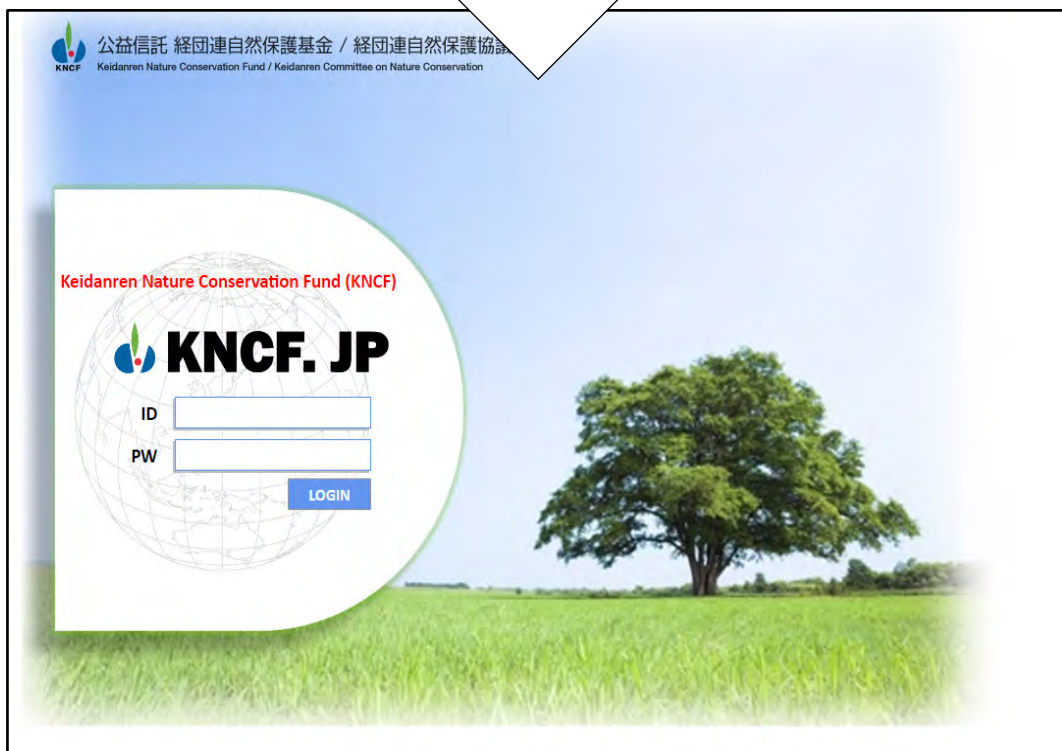 公益信託 経団連自然保護基金 / 経団連自然保護協議
KNCF
Keidanren Nature Conservation Fund / Keidanren Committee on Nature Conservation
Keidanren Nature Conservation Fund (KNCF)
KNCF. JP
ID
PW
LOGIN